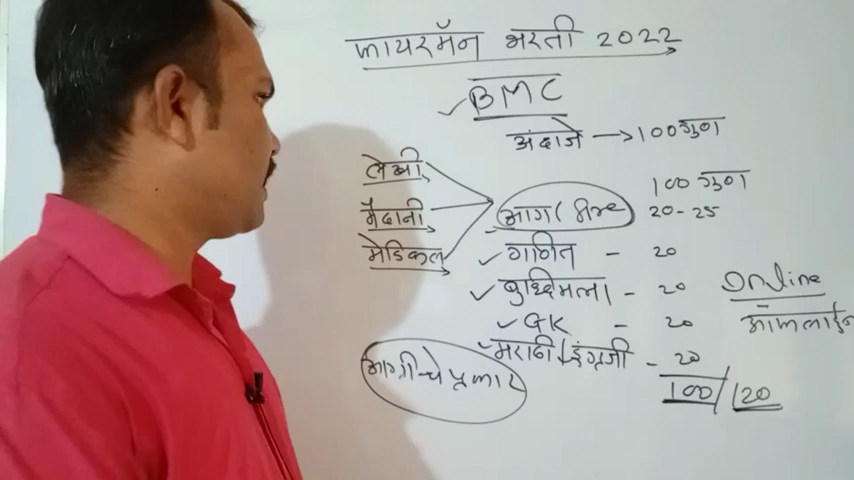 फायरमॅन भरती 2022
BMC
अंदाजे → 100 गुण
लेखी
100 गुण
मैदानी
आग/फायर 20-25
मेडिकल
गणित - 20
बुध्दिमत्ता - 20
Online
GK - 20
ऑनलाईन
मराठी/इंग्रजी - 20
आगीचे प्रकार
100/120